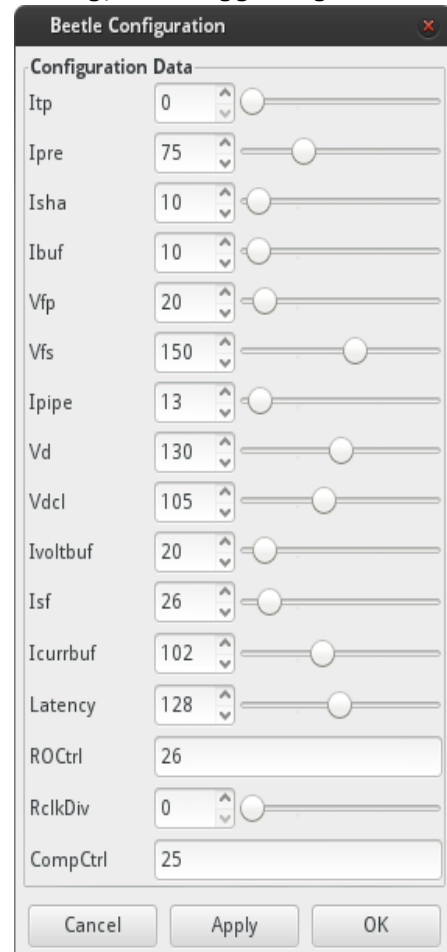 Beetle Configuration
Configuration Data
Itp 0
Ipre 75
Isha 10
Ibuf 10
Vfp 20
Vfs 150
Ipipe 13
Vd 130
Vdcl 105
Ivoltbuf 20
Isf 26
Icurrbuf 102
Latency 128
ROCtrl 26
RclkDiv 0
CompCtrl 25
Cancel Apply OK